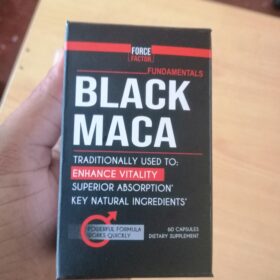 FORCE
FACTOR
FUNDAMENTALS
BLACK
MACA
TRADITIONALLY USED TO:
ENHANCE VITALITY
SUPERIOR ABSORPTION*
KEY NATURAL INGREDIENTS*
POWERFUL FORMULA
WORKS QUICKLY
60 CAPSULES
DIETARY SUPPLEMENT